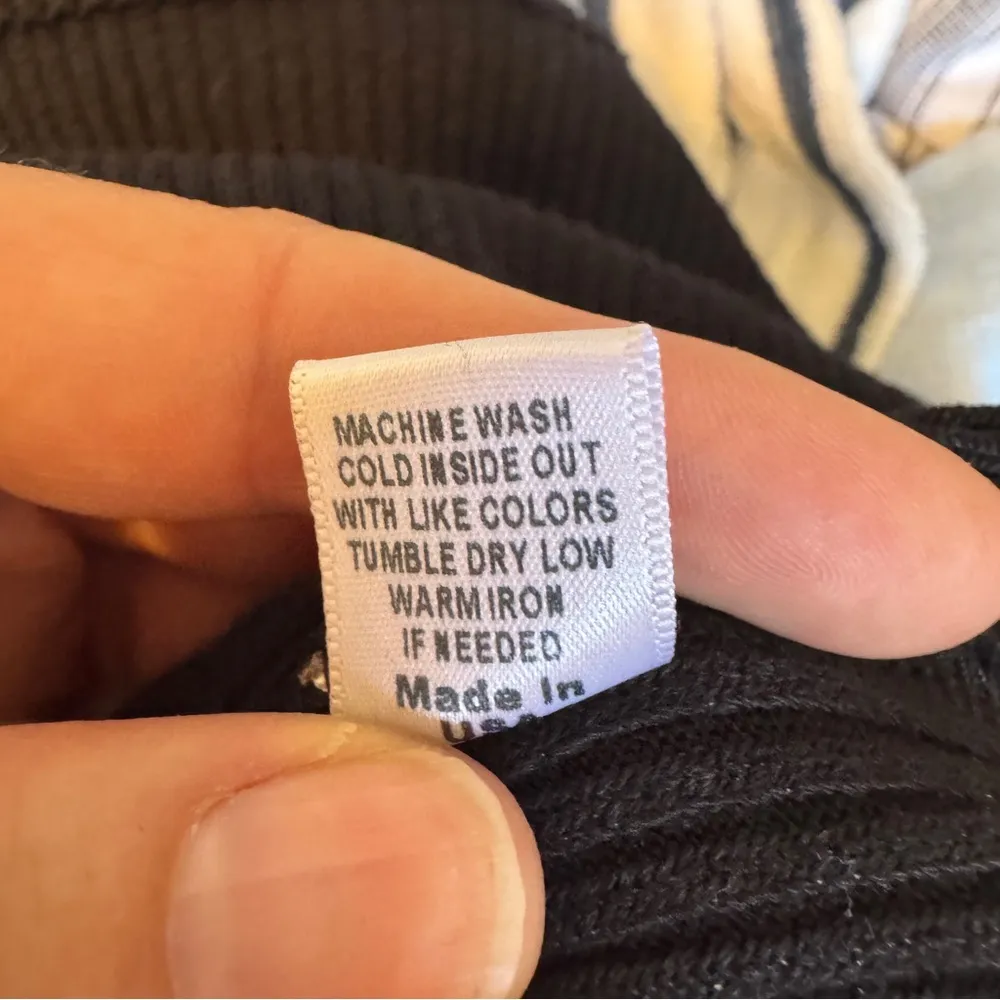 MACHINE WASH
COLD INSIDE OUT
WITH LIKE COLORS
TUMBLE DRY LOW
WARM IRON
IF NEEDED
Made In